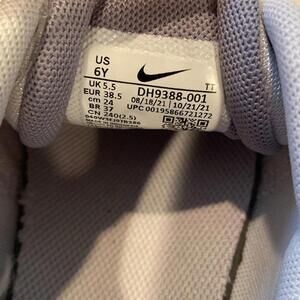 US
6Y
UK 5.5
EUR 38.5
cm 24
BR 37
CN 240(2.5)
TT
DH9388-001
08/18/21 10/21/21
UPC 00195866721272